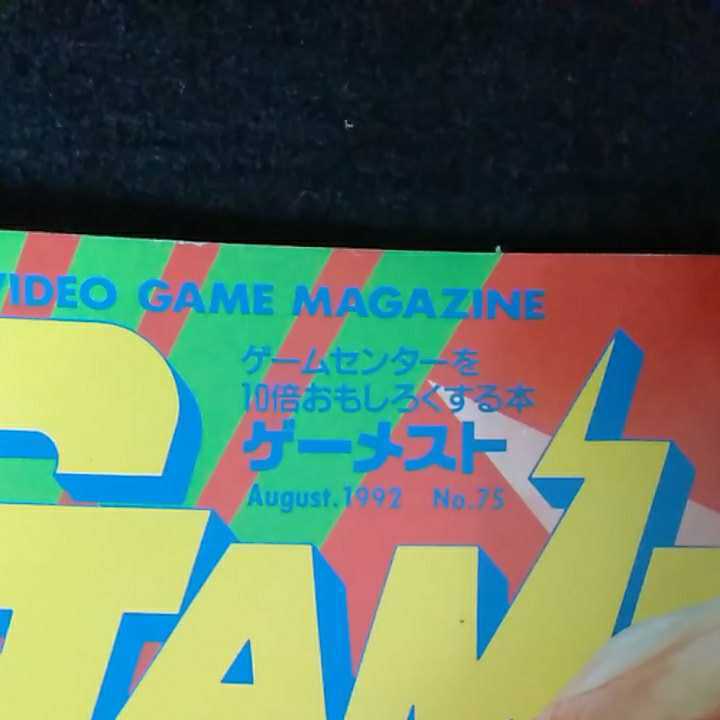 VIDEO GAME MAGAZINE
ゲームセンターを
10倍おもしろくする本
ゲーメスト
August.1992 No.75